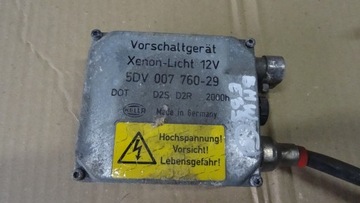 Vorschaltgerät
Xenon-Licht 12V
5DV 007 760-29
DOT D2S D2R 2000h
HELLA Made in Germany
Hochspannung!
Vorsicht!
Lebensgefahr!